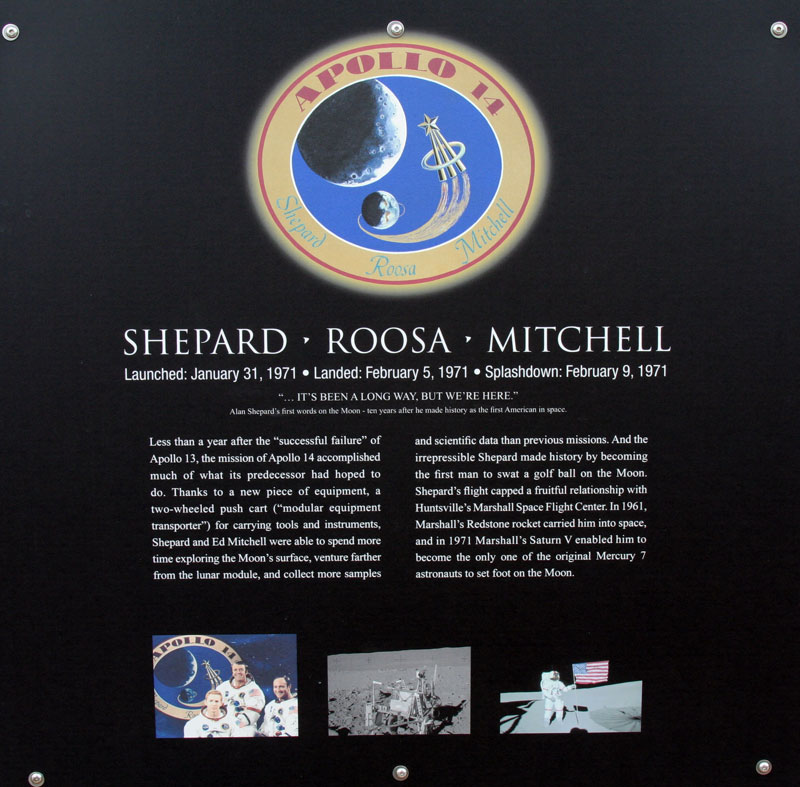 APOLLO 14
Shepard
Roosa
Mitchell
SHEPARD · ROOSA · MITCHELL
Launched: January 31, 1971 • Landed: February 5, 1971 • Splashdown: February 9, 1971
“... IT’S BEEN A LONG WAY, BUT WE’RE HERE.”
Alan Shepard’s first words on the Moon - ten years after he made history as the first American in space.
Less than a year after the “successful failure” of
Apollo 13, the mission of Apollo 14 accomplished
much of what its predecessor had hoped to
do. Thanks to a new piece of equipment, a
two-wheeled push cart (“modular equipment
transporter”) for carrying tools and instruments,
Shepard and Ed Mitchell were able to spend more
time exploring the Moon’s surface, venture farther
from the lunar module, and collect more samples
and scientific data than previous missions. And the
irrepressible Shepard made history by becoming
the first man to swat a golf ball on the Moon.
Shepard’s flight capped a fruitful relationship with
Huntsville’s Marshall Space Flight Center. In 1961,
Marshall’s Redstone rocket carried him into space,
and in 1971 Marshall’s Saturn V enabled him to
become the only one of the original Mercury 7
astronauts to set foot on the Moon.
APOLLO 14